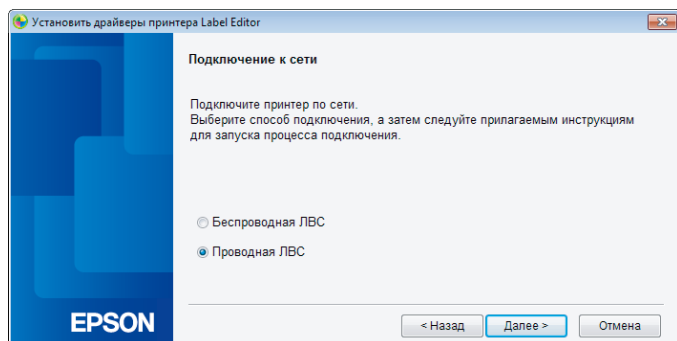 Установить драйверы принтера Label Editor
Подключение к сети
Подключите принтер по сети.
Выберите способ подключения, а затем следуйте прилагаемым инструкциям
для запуска процесса подключения.
Беспроводная ЛВС
Проводная ЛВС
EPSON
< Назад
Далее >
Отмена